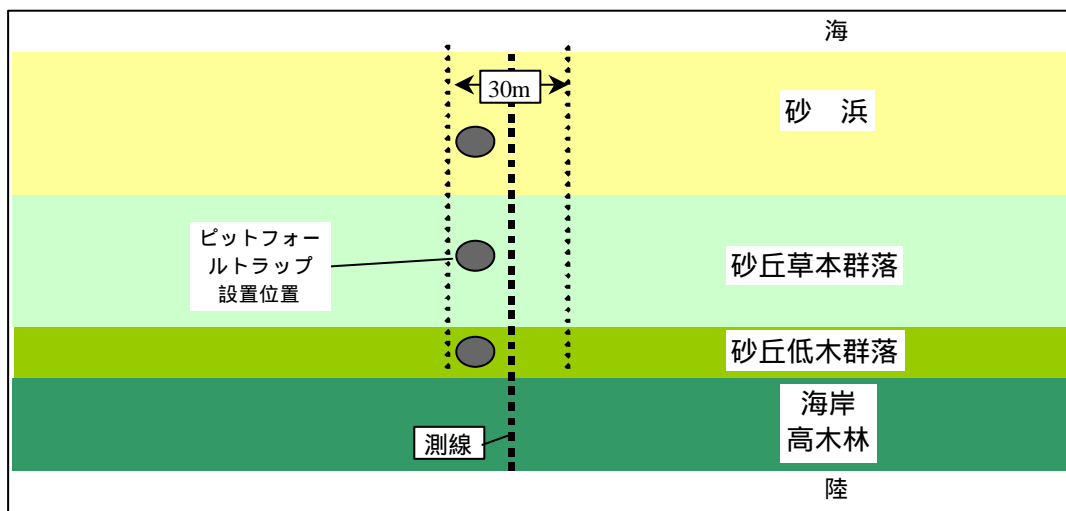 海
30m
砂　浜
ピットフォー
ルトラップ
設置位置
砂丘草本群落
砂丘低木群落
海岸
高木林
測線
陸